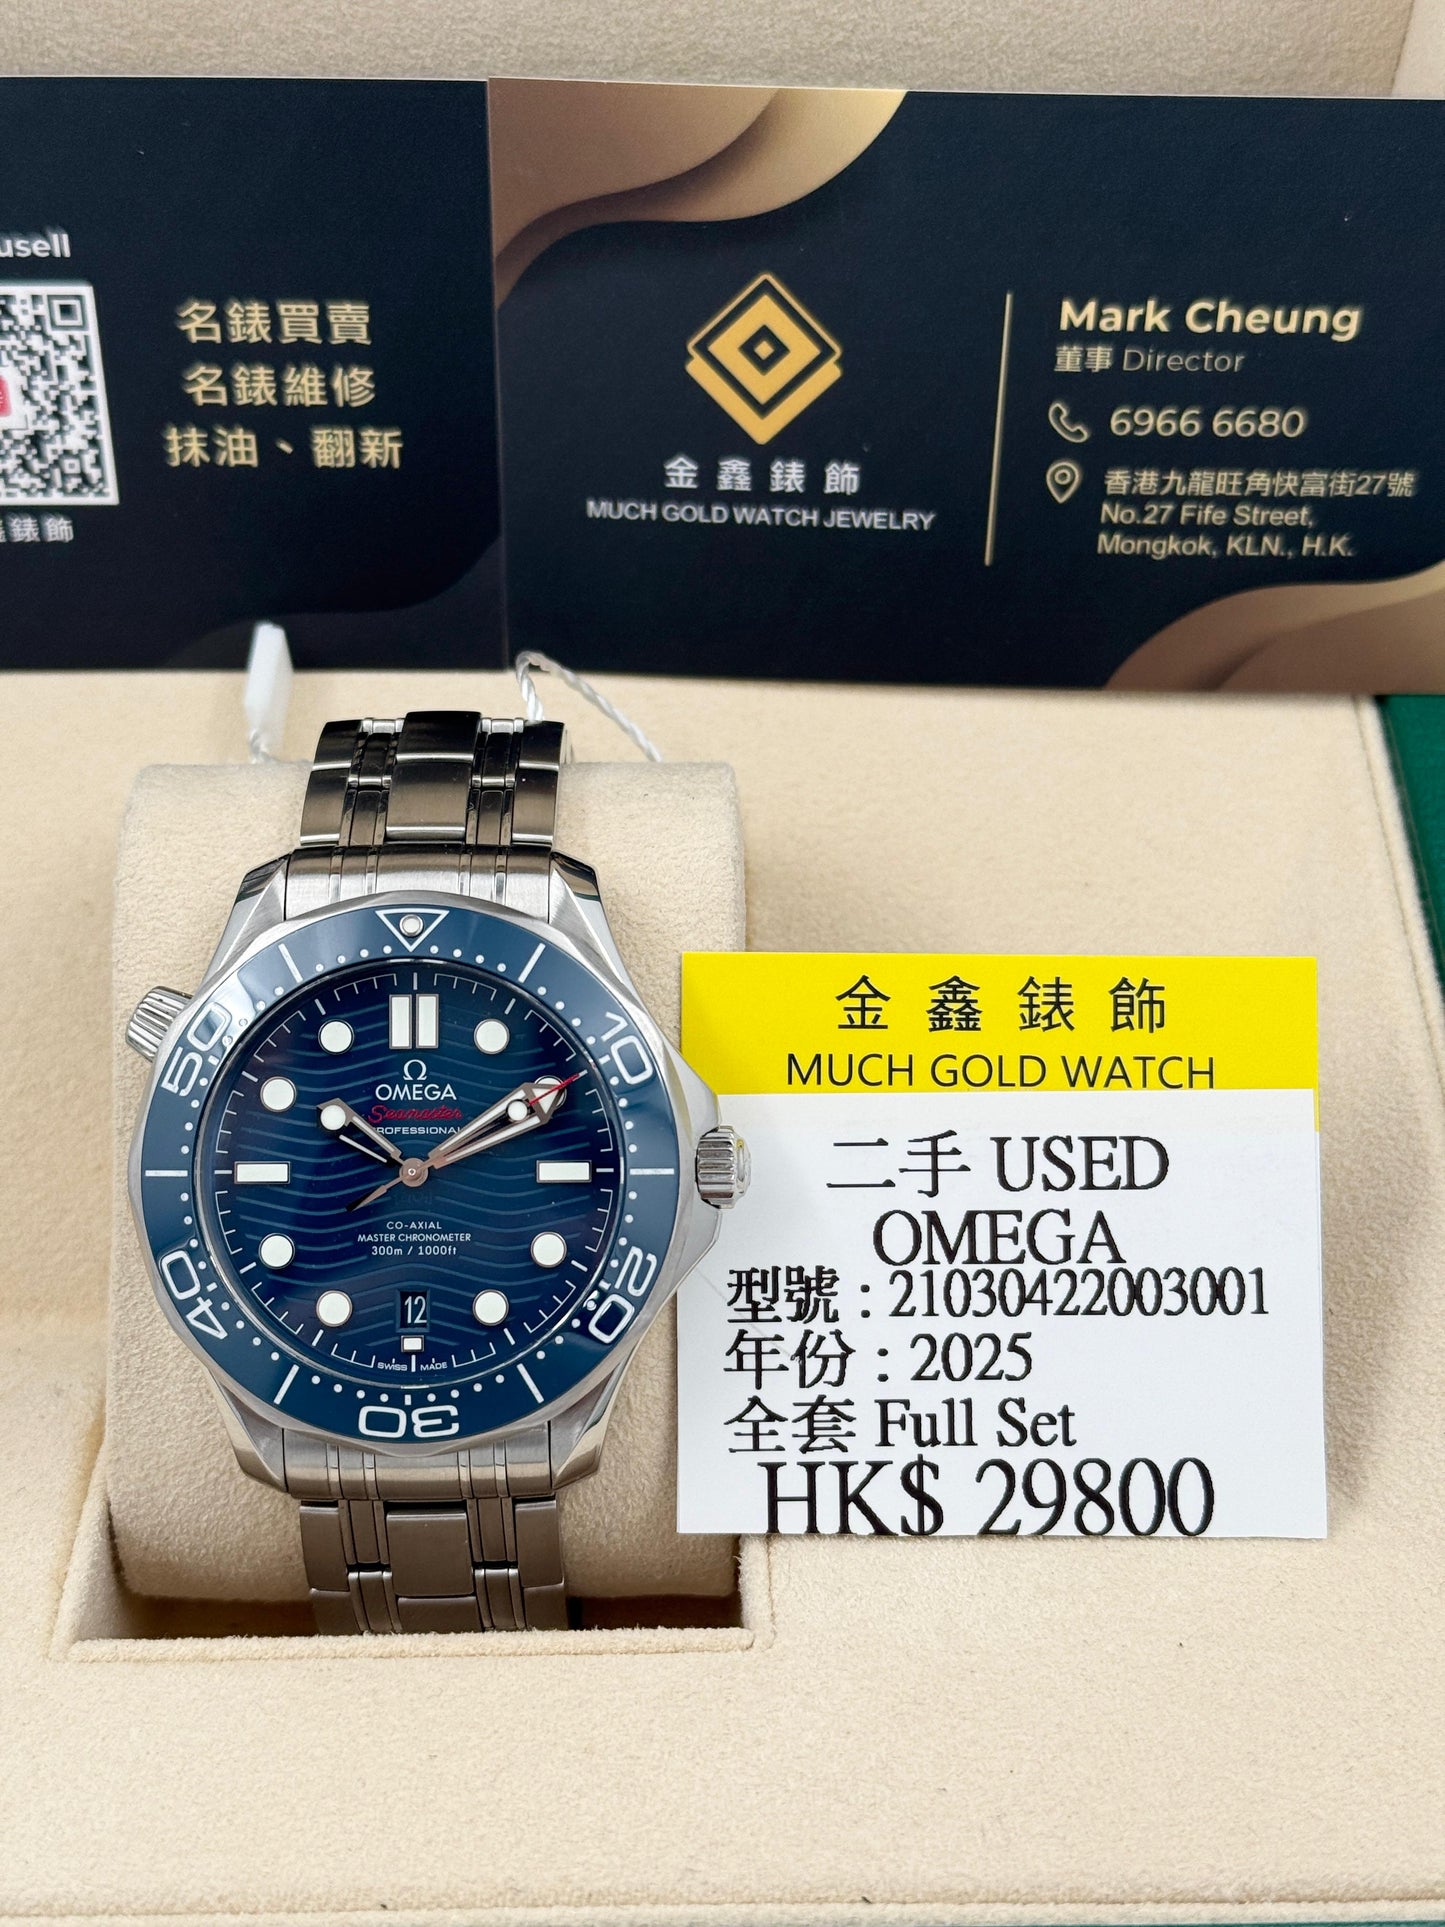 usell
名錶買賣
名錶維修
抹油、翻新
錶飾
金鑫錶飾
MUCH GOLD WATCH JEWELRY
Mark Cheung
董事 Director
6966 6680
香港九龍旺角快富街27號
No.27 Fife Street,
Mongkok, KLN., H.K.
10
20
30
40
50
Ω
OMEGA
Seamaster
PROFESSIONAL
CO-AXIAL
MASTER CHRONOMETER
300m / 1000ft
12
SWISS MADE
金鑫錶飾
MUCH GOLD WATCH
二手 USED
OMEGA
型號：21030422003001
年份：2025
全套 Full Set
HK$ 29800